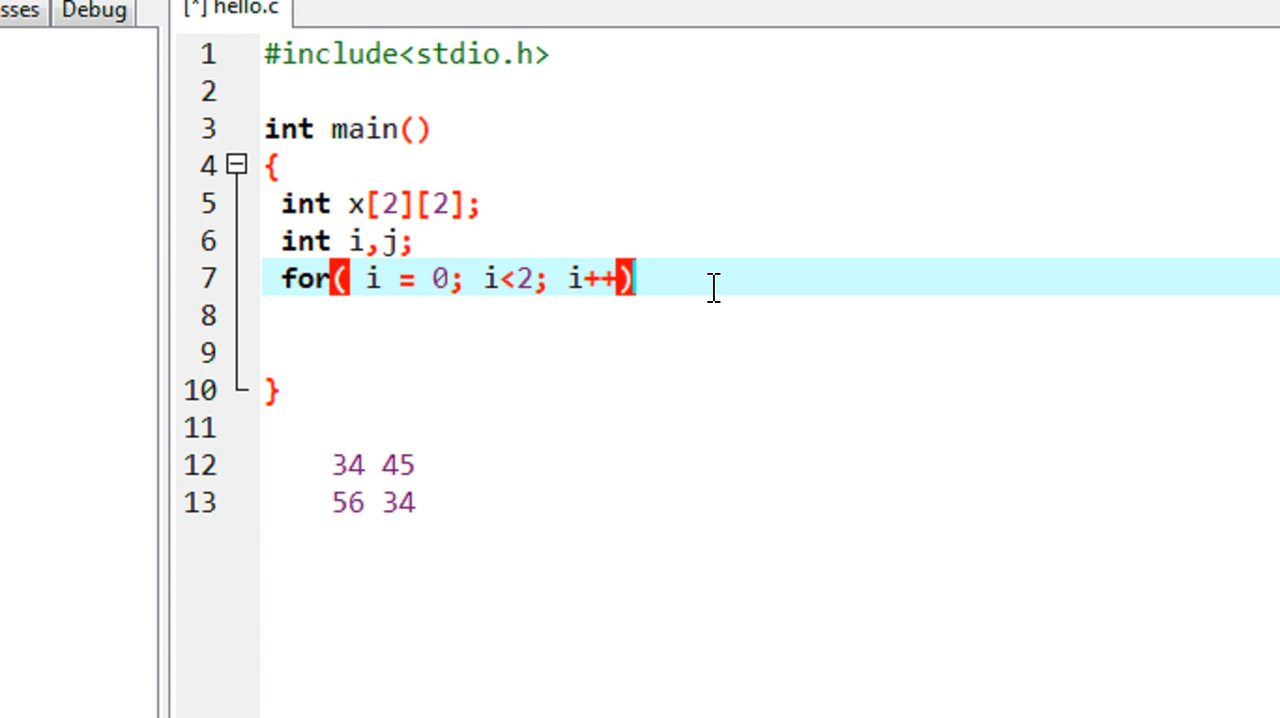 sses Debug [*] hello.c
1 #include<stdio.h>
2
3 int main()
4 {
5 int x[2][2];
6 int i,j;
7 for( i = 0; i<2; i++)
8
9
10 }
11
12 34 45
13 56 34